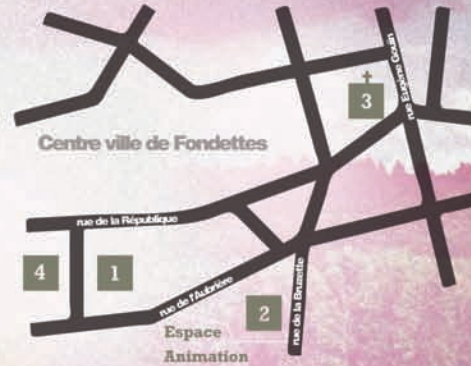 rue Eugène Gouïn
3
Centre ville de Fondettes
rue de la République
4
1
rue de l'Aubrière
2
rue de la Bruzette
Espace
Animation